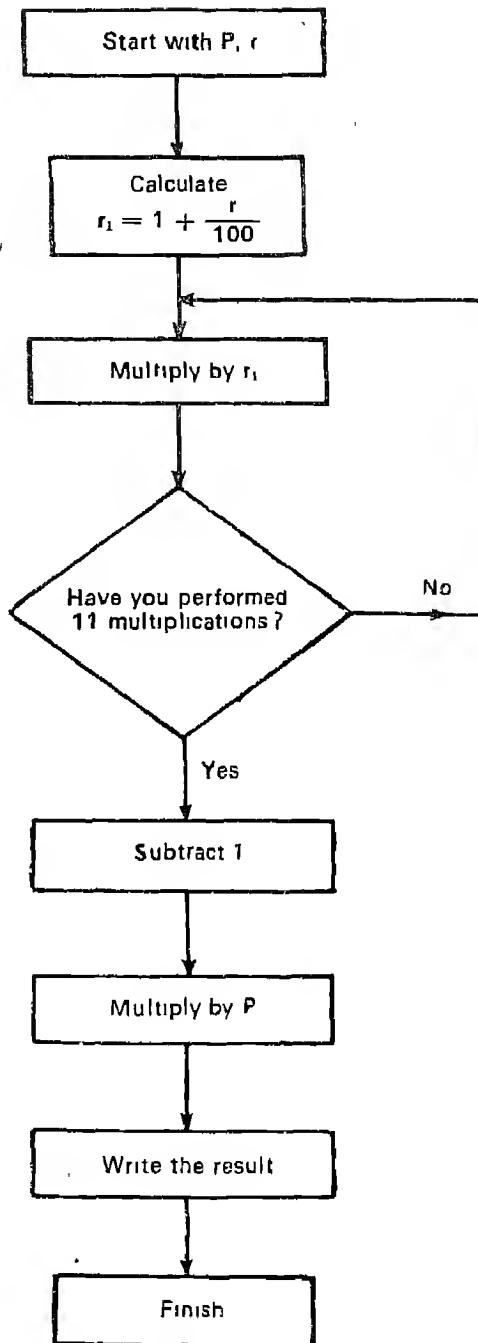 Start with P, r
Calculate
r₁ = 1 + r/100
Multiply by r₁
Have you performed
11 multiplications?
No
Yes
Subtract 1
Multiply by P
Write the result
Finish